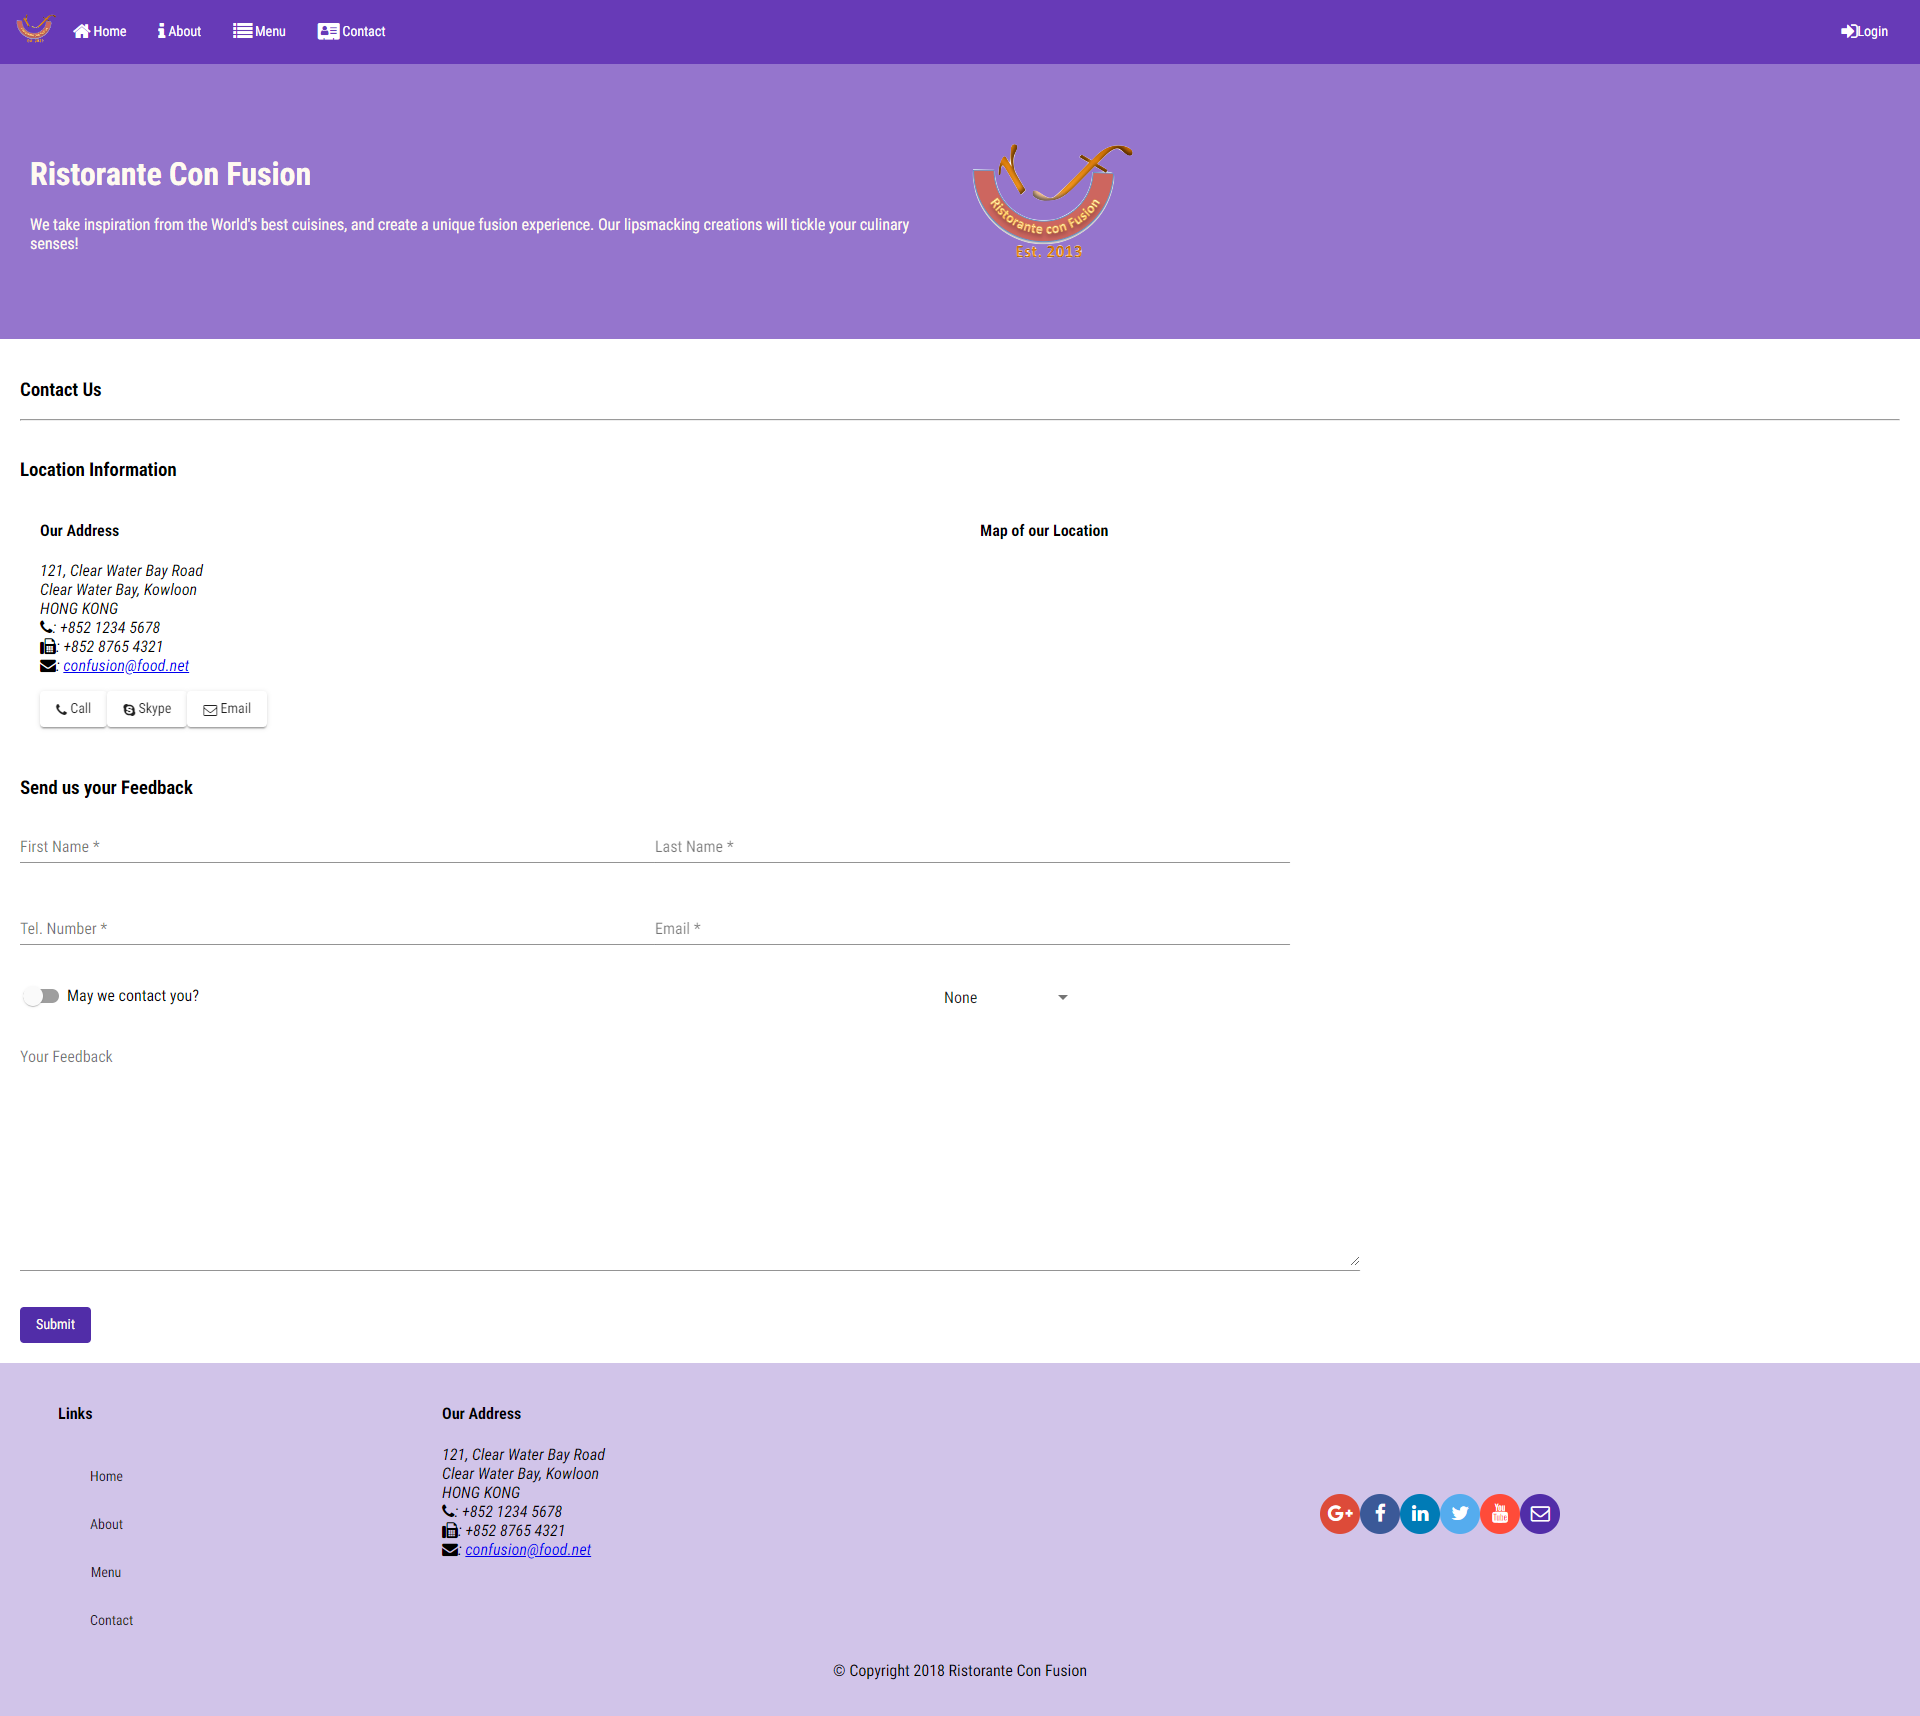 Home
About
Menu
Contact
Login
Ristorante Con Fusion
We take inspiration from the World's best cuisines, and create a unique fusion experience. Our lipsmacking creations will tickle your culinary
senses!
Ristorante con Fusion
Est. 2013
Contact Us
Location Information
Our Address
121, Clear Water Bay Road
Clear Water Bay, Kowloon
HONG KONG
: +852 1234 5678
: +852 8765 4321
: confusion@food.net
Call
Skype
Email
Map of our Location
Send us your Feedback
First Name *
Last Name *
Tel. Number *
Email *
May we contact you?
None
Your Feedback
Submit
Links
Home
About
Menu
Contact
Our Address
121, Clear Water Bay Road
Clear Water Bay, Kowloon
HONG KONG
: +852 1234 5678
: +852 8765 4321
: confusion@food.net
G+
f
in
You
Tube
© Copyright 2018 Ristorante Con Fusion